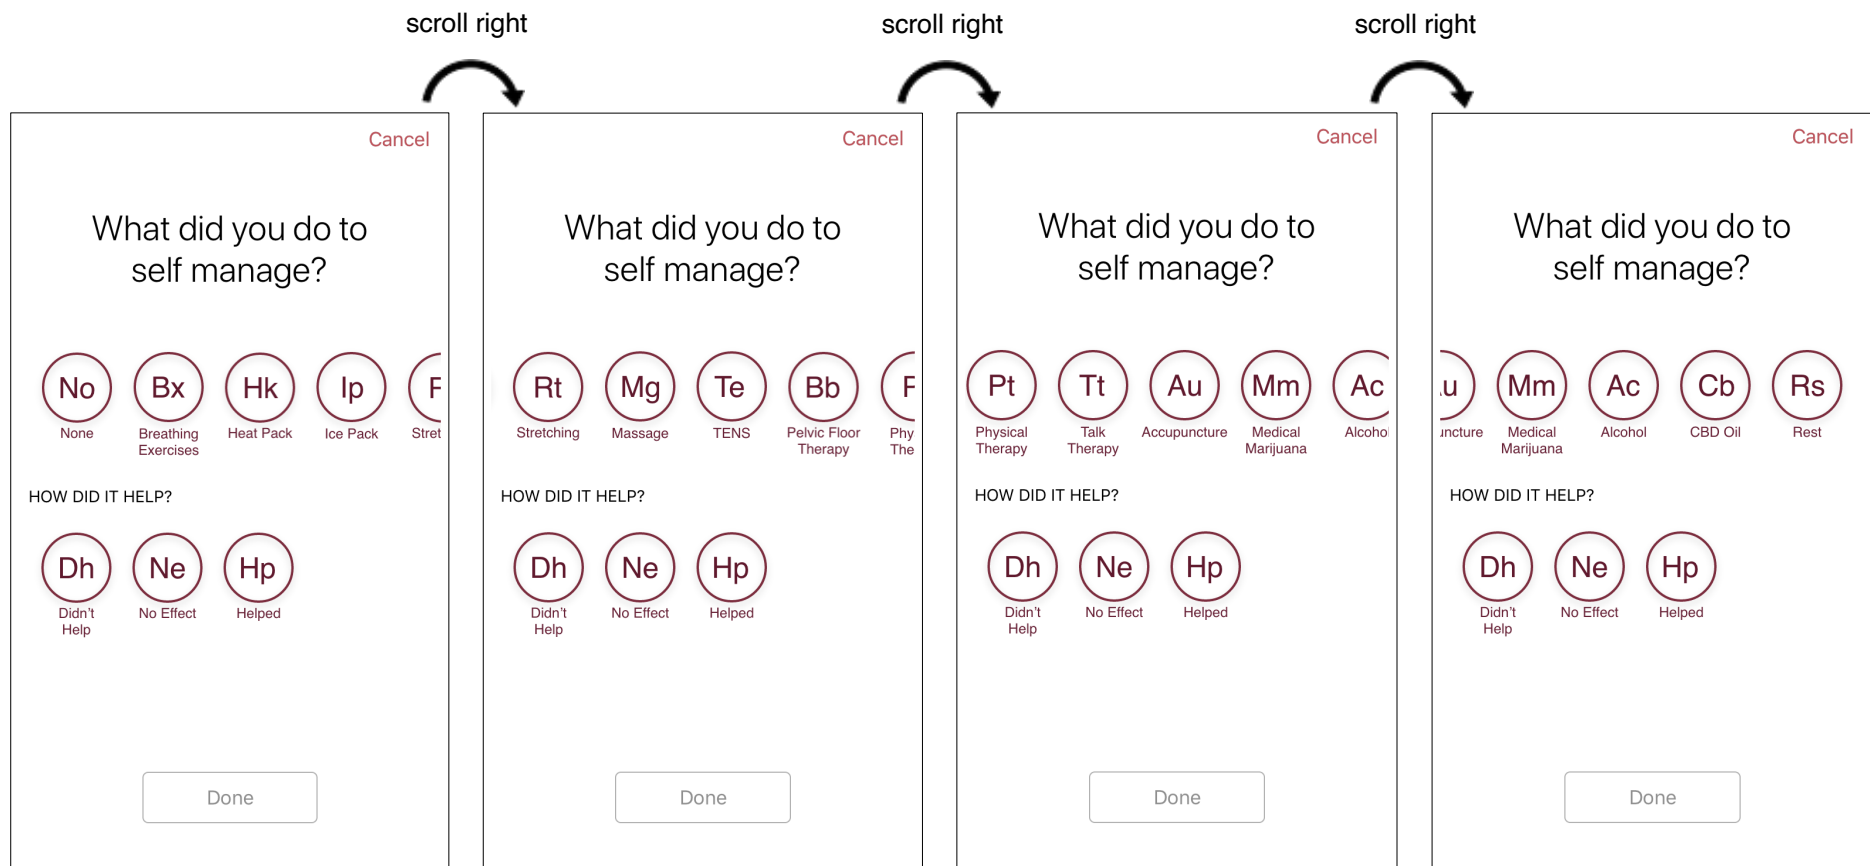 scroll right
scroll right
scroll right
Cancel
What did you do to
self manage?
No
Bx
Hk
Ip
None
Breathing
Exercises
Heat Pack
Ice Pack
Stret
HOW DID IT HELP?
Dh
Ne
Hp
Didn't
Help
No Effect
Helped
Done
Cancel
What did you do to
self manage?
Rt
Mg
Te
Bb
Stretching
Massage
TENS
Pelvic Floor
Therapy
Phy
The
HOW DID IT HELP?
Dh
Ne
Hp
Didn't
Help
No Effect
Helped
Done
Cancel
What did you do to
self manage?
Pt
Tt
Au
Mm
Ac
Physical
Therapy
Talk
Therapy
Accupuncture
Medical
Marijuana
Alcohol
HOW DID IT HELP?
Dh
Ne
Hp
Didn't
Help
No Effect
Helped
Done
Cancel
What did you do to
self manage?
Mm
Ac
Cb
Rs
uncture
Medical
Marijuana
Alcohol
CBD Oil
Rest
HOW DID IT HELP?
Dh
Ne
Hp
Didn't
Help
No Effect
Helped
Done